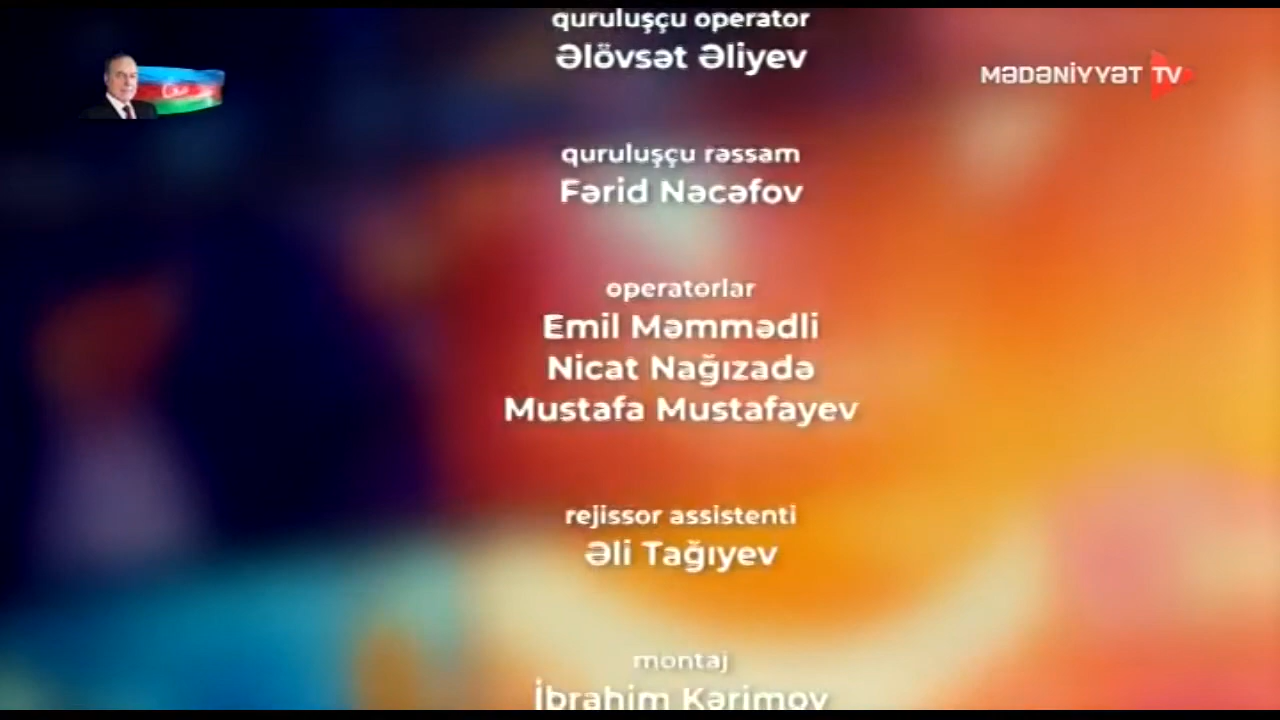 quruluşçu operator
Əlövsət Əliyev
MƏDƏNİYYƏT TV
quruluşçu rəssam
Fərid Nəcəfov
operatorlar
Emil Məmmədli
Nicat Nağızadə
Mustafa Mustafayev
rejissor assistenti
Əli Tağıyev
montaj
İbrahim Kərimov